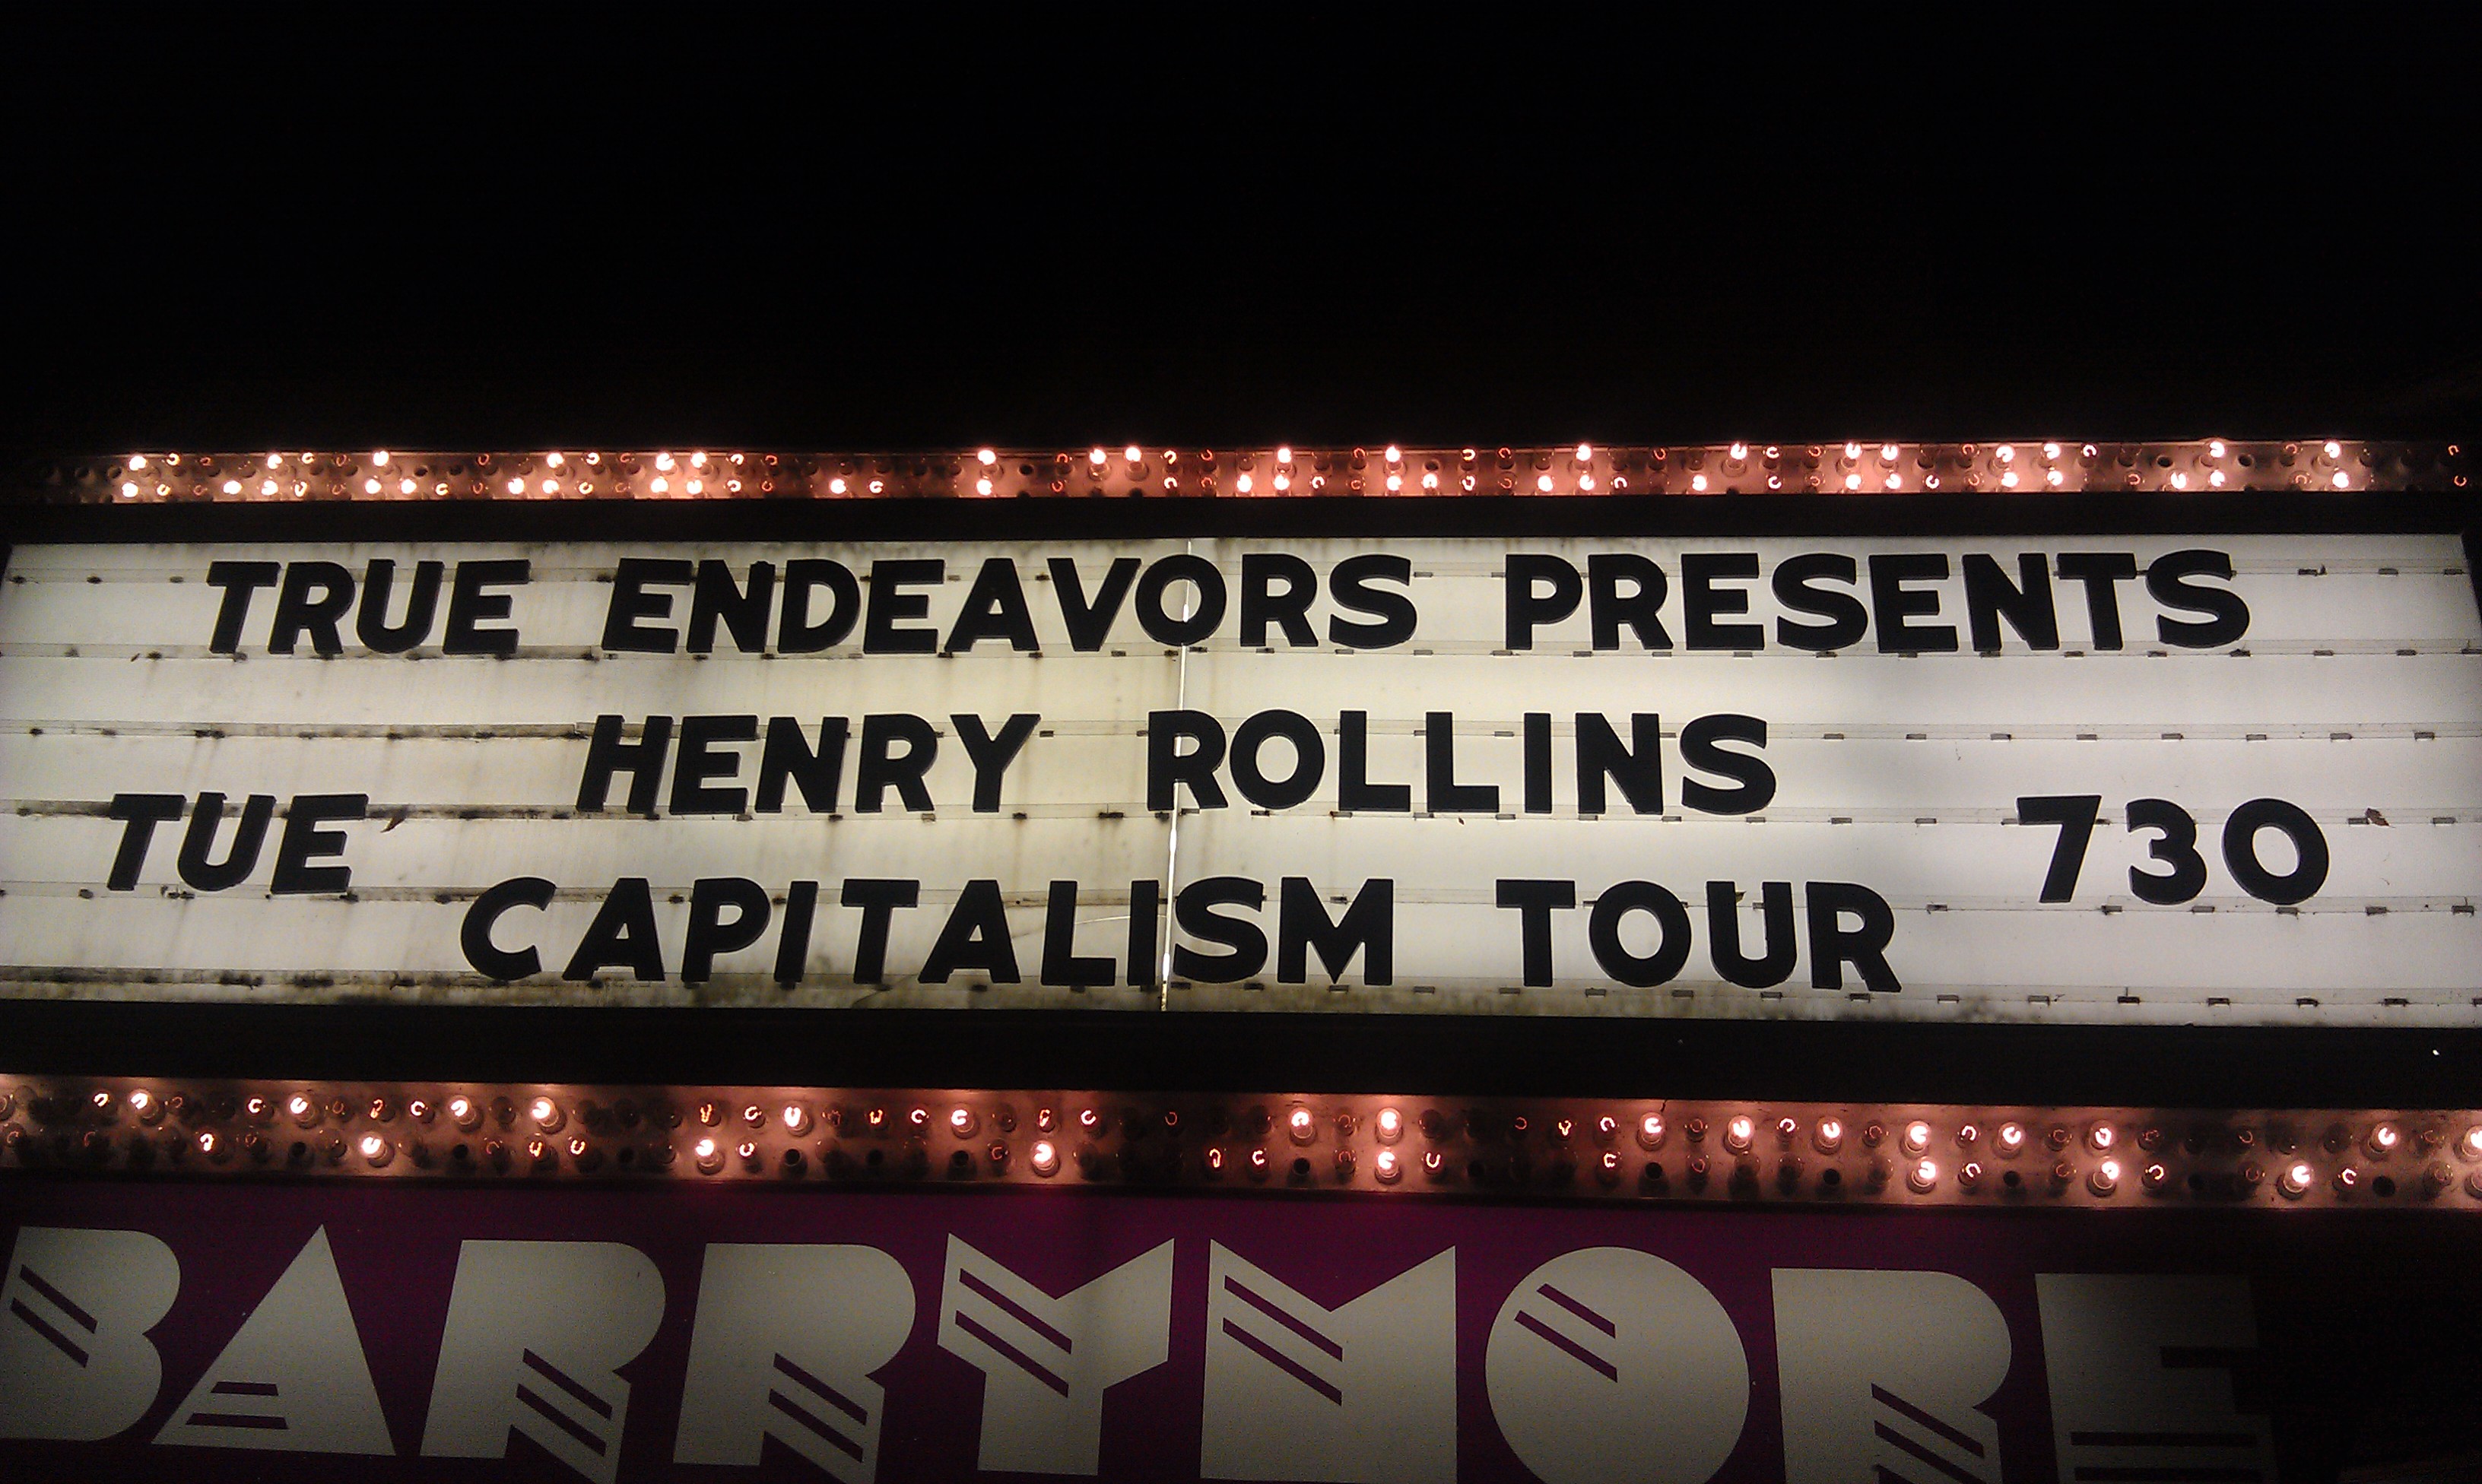 TRUE ENDEAVORS PRESENTS
HENRY ROLLINS
TUE 730
CAPITALISM TOUR
BARRYMORE